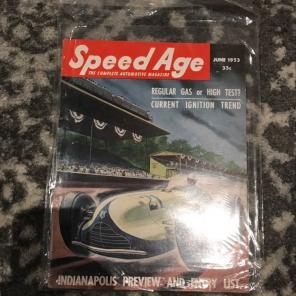 Speed Age
THE COMPLETE AUTOMOTIVE MAGAZINE
JUNE 1953
35c
REGULAR GAS or HIGH TEST?
CURRENT IGNITION TREND
INDIANAPOLIS PREVIEW AND ENTRY LIST